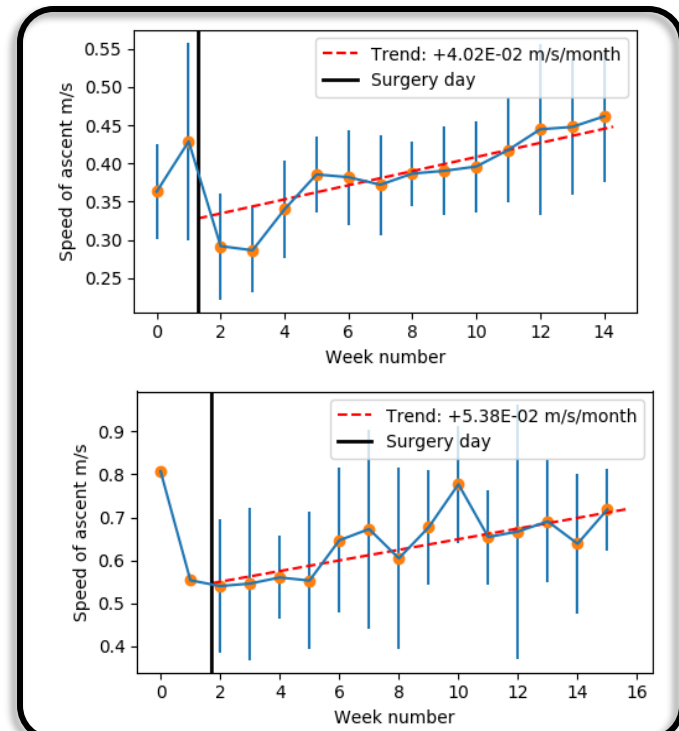 0.55
0.50
0.45
0.40
0.35
0.30
0.25
Speed of ascent m/s
Trend: +4.02E-02 m/s/month
Surgery day
0 2 4 6 8 10 12 14
Week number
0.9
0.8
0.7
0.6
0.5
0.4
Speed of ascent m/s
Trend: +5.38E-02 m/s/month
Surgery day
0 2 4 6 8 10 12 14 16
Week number